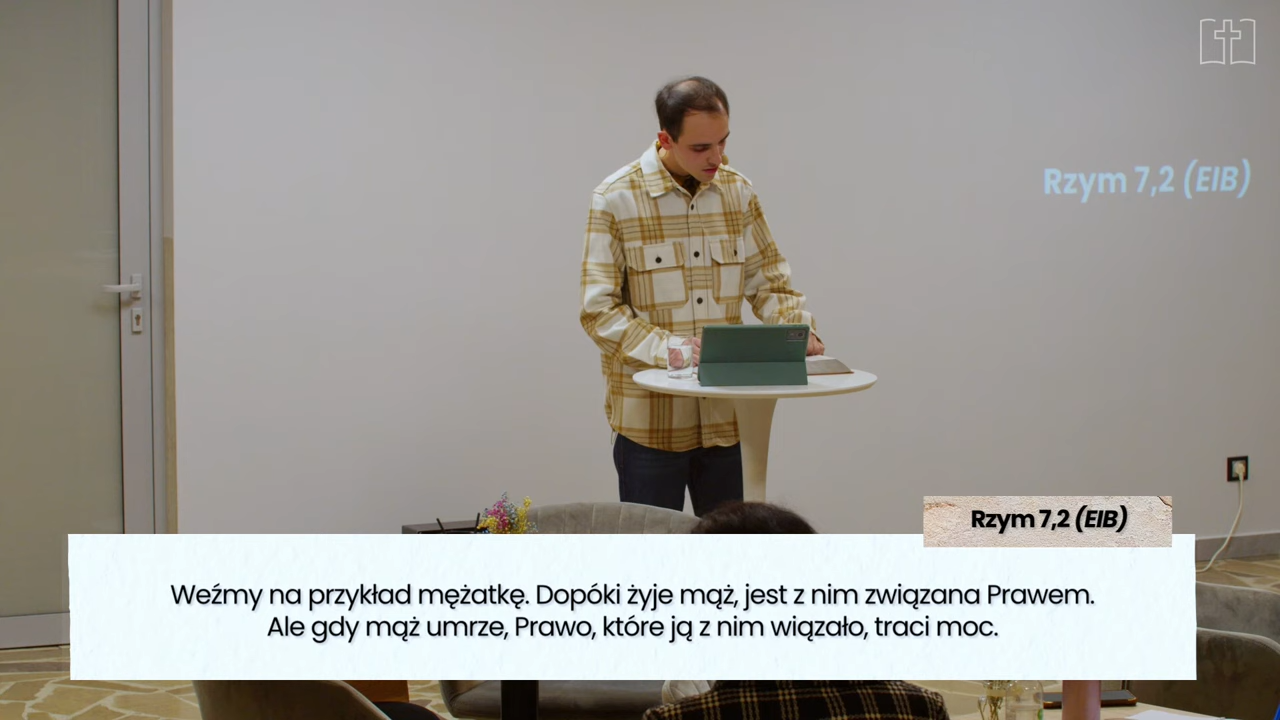 Rzym 7,2 (EIB)
Rzym 7,2 (EIB)
Weźmy na przykład mężatkę. Dopóki żyje mąż, jest z nim związana Prawem.
Ale gdy mąż umrze, Prawo, które ją z nim wiązało, traci moc.